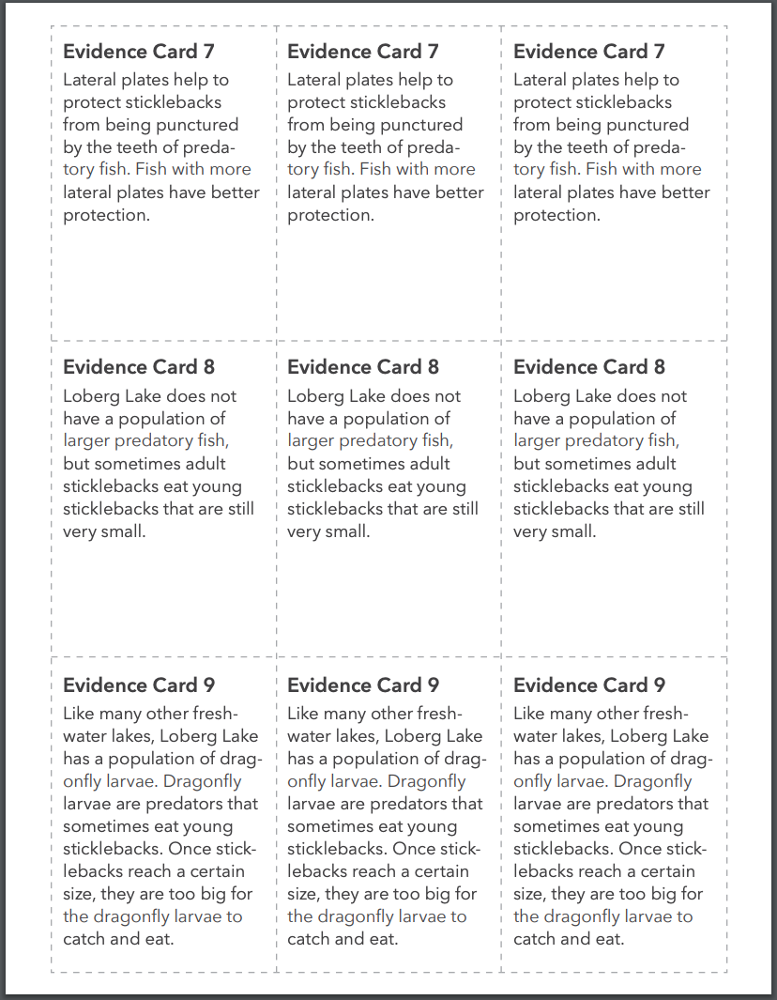 Evidence Card 7
Lateral plates help to
protect sticklebacks
from being punctured
by the teeth of preda-
tory fish. Fish with more
lateral plates have better
protection.
Evidence Card 7
Lateral plates help to
protect sticklebacks
from being punctured
by the teeth of preda-
tory fish. Fish with more
lateral plates have better
protection.
Evidence Card 7
Lateral plates help to
protect sticklebacks
from being punctured
by the teeth of preda-
tory fish. Fish with more
lateral plates have better
protection.
Evidence Card 8
Loberg Lake does not
have a population of
larger predatory fish,
but sometimes adult
sticklebacks eat young
sticklebacks that are still
very small.
Evidence Card 8
Loberg Lake does not
have a population of
larger predatory fish,
but sometimes adult
sticklebacks eat young
sticklebacks that are still
very small.
Evidence Card 8
Loberg Lake does not
have a population of
larger predatory fish,
but sometimes adult
sticklebacks eat young
sticklebacks that are still
very small.
Evidence Card 9
Like many other fresh-
water lakes, Loberg Lake
has a population of drag-
onfly larvae. Dragonfly
larvae are predators that
sometimes eat young
sticklebacks. Once stick-
lebacks reach a certain
size, they are too big for
the dragonfly larvae to
catch and eat.
Evidence Card 9
Like many other fresh-
water lakes, Loberg Lake
has a population of drag-
onfly larvae. Dragonfly
larvae are predators that
sometimes eat young
sticklebacks. Once stick-
lebacks reach a certain
size, they are too big for
the dragonfly larvae to
catch and eat.
Evidence Card 9
Like many other fresh-
water lakes, Loberg Lake
has a population of drag-
onfly larvae. Dragonfly
larvae are predators that
sometimes eat young
sticklebacks. Once stick-
lebacks reach a certain
size, they are too big for
the dragonfly larvae to
catch and eat.